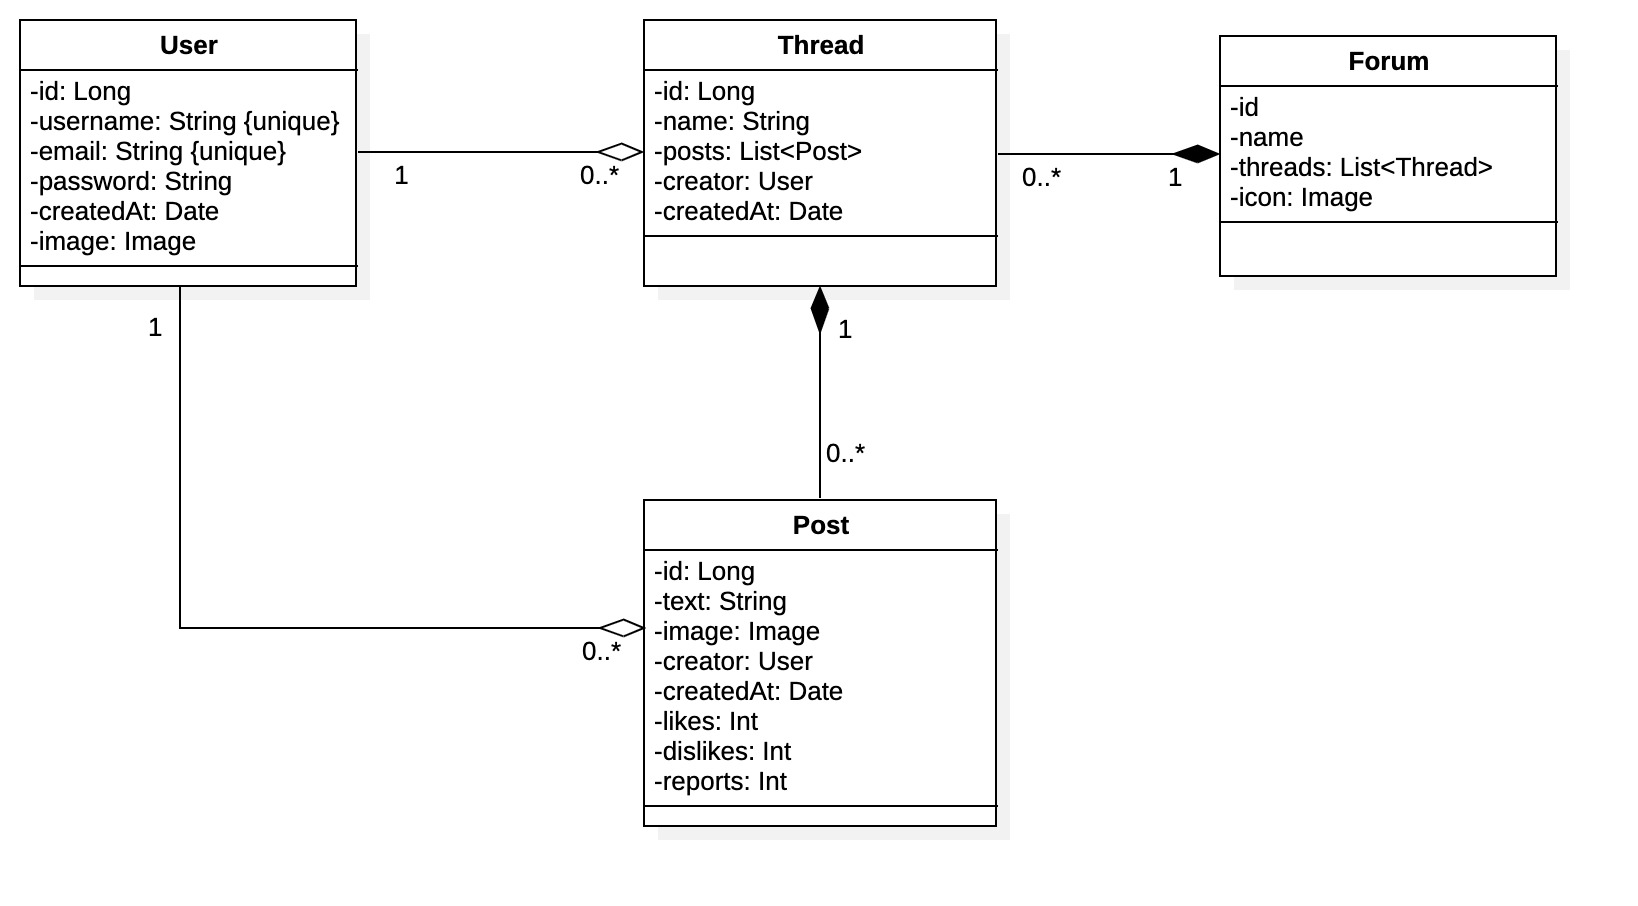 User
-id: Long
-username: String {unique}
-email: String {unique}
-password: String
-createdAt: Date
-image: Image
1
0..*
Thread
-id: Long
-name: String
-posts: List<Post>
-creator: User
-createdAt: Date
0..*
1
Forum
-id
-name
-threads: List<Thread>
-icon: Image
1
1
0..*
0..*
Post
-id: Long
-text: String
-image: Image
-creator: User
-createdAt: Date
-likes: Int
-dislikes: Int
-reports: Int